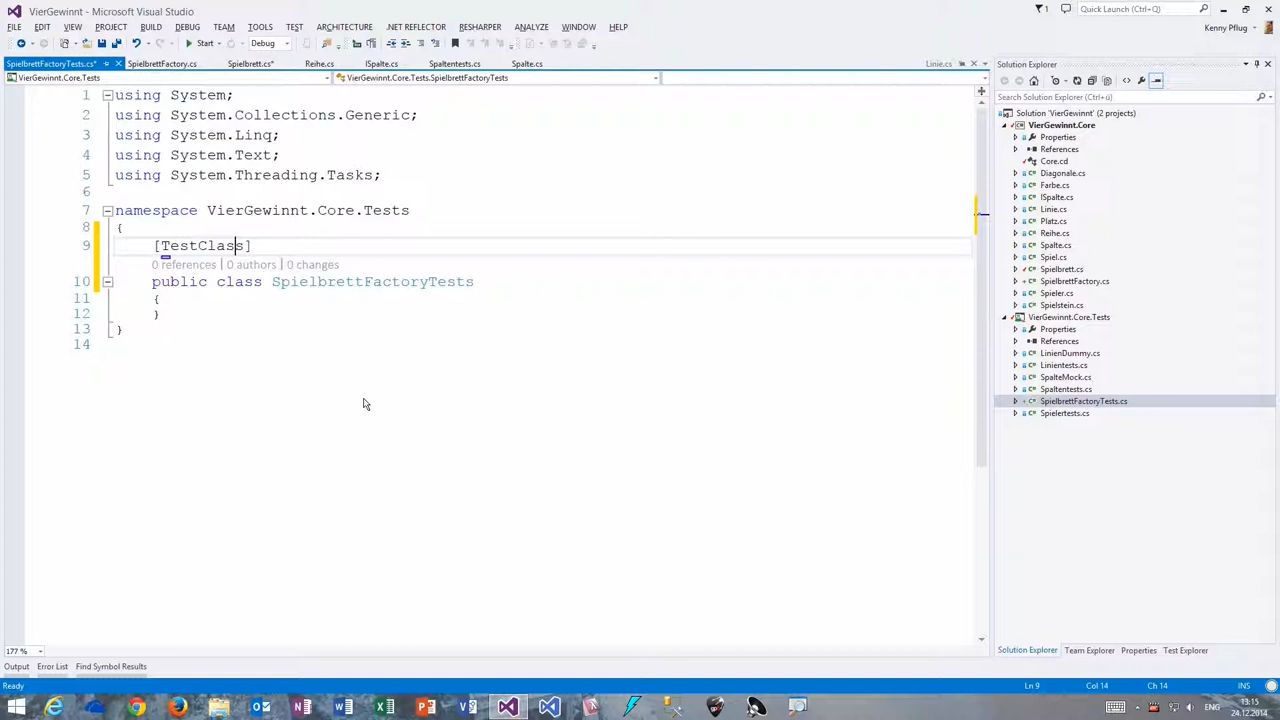 VierGewinnt - Microsoft Visual Studio
1
Quick Launch (Ctrl+Q)
FILE EDIT VIEW PROJECT BUILD DEBUG TEAM TOOLS TEST ARCHITECTURE .NET REFLECTOR RESHARPER ANALYZE WINDOW HELP
Kenny Pflug
Start Debug
SpielbrettFactoryTests.cs* SpielbrettFactory.cs Spielbrett.cs* Reihe.cs ISpalte.cs Spaltentests.cs Spalte.cs Linie.cs
VierGewinnt.Core.Tests VierGewinnt.Core.Tests.SpielbrettFactoryTests
1 using System;
2 using System.Collections.Generic;
3 using System.Linq;
4 using System.Text;
5 using System.Threading.Tasks;
6
7 namespace VierGewinnt.Core.Tests
8 {
9 [TestClass]
0 references | 0 authors | 0 changes
10 public class SpielbrettFactoryTests
11 {
12 }
13 }
14
177 %
Solution Explorer
Search Solution Explorer (Ctrl+ü)
Solution 'VierGewinnt' (2 projects)
VierGewinnt.Core
Properties
References
Core.cd
Diagonale.cs
Farbe.cs
ISpalte.cs
Linie.cs
Platz.cs
Reihe.cs
Spalte.cs
Spiel.cs
Spielbrett.cs
SpielbrettFactory.cs
Spieler.cs
Spielstein.cs
VierGewinnt.Core.Tests
Properties
References
LinienDummy.cs
Linientests.cs
SpalteMock.cs
Spaltentests.cs
SpielbrettFactoryTests.cs
Spielertests.cs
Solution Explorer Team Explorer Properties Test Explorer
Output Error List Find Symbol Results
Ready Ln 9 Col 14 Ch 14 INS
ENG
13:15
24.12.2014